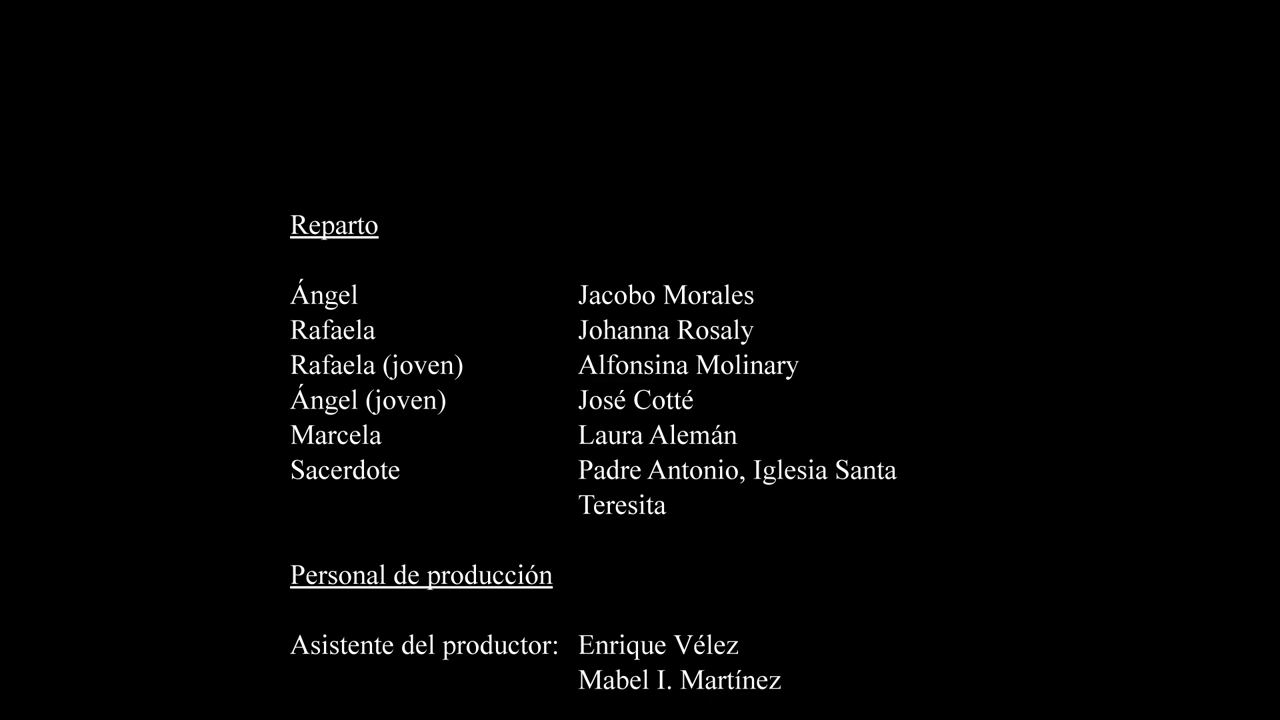 Reparto
Ángel Jacobo Morales
Rafaela Johanna Rosaly
Rafaela (joven) Alfonsina Molinary
Ángel (joven) José Cotté
Marcela Laura Alemán
Sacerdote Padre Antonio, Iglesia Santa
Teresita
Personal de producción
Asistente del productor: Enrique Vélez
Mabel I. Martínez